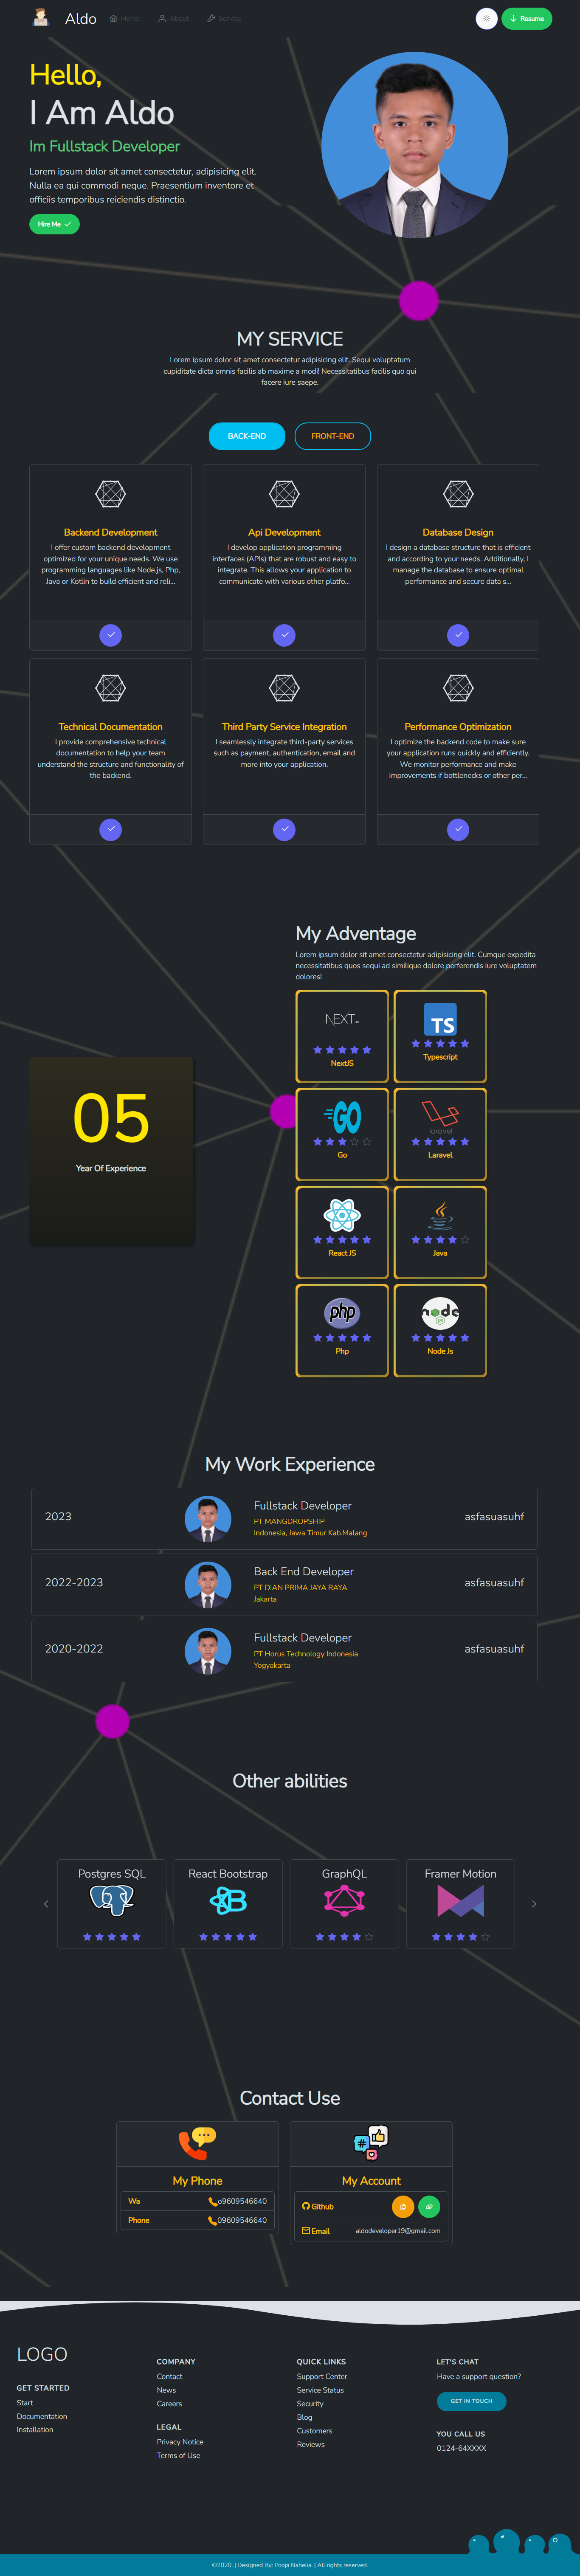 Aldo
Home
About
Service
Resume
Hello,
I Am Aldo
Im Fullstack Developer
Lorem ipsum dolor sit amet consectetur, adipisicing elit.
Nulla ea qui commodi neque. Praesentium inventore et
officiis temporibus reiciendis distinctio.
Hire Me
MY SERVICE
Lorem ipsum dolor sit amet consectetur adipisicing elit. Sequi voluptatum
cupiditate dicta omnis facilis ab maxime a modi! Necessitatibus facilis quo qui
facere iure saepe.
BACK-END
FRONT-END
Backend Development
I offer custom backend development
optimized for your unique needs. We use
programming languages like Node.js, Php,
Java or Kotlin to build efficient and reli...
Api Development
I develop application programming
interfaces (APIs) that are robust and easy to
integrate. This allows your application to
communicate with various other platfo...
Database Design
I design a database structure that is efficient
and according to your needs. Additionally, I
manage the database to ensure optimal
performance and secure data s...
Technical Documentation
I provide comprehensive technical
documentation to help your team
understand the structure and functionality of
the backend.
Third Party Service Integration
I seamlessly integrate third-party services
such as payment, authentication, email and
more into your application.
Performance Optimization
I optimize the backend code to make sure
your application runs quickly and efficiently.
We monitor performance and make
improvements if bottlenecks or other per...
My Adventage
Lorem ipsum dolor sit amet consectetur adipisicing elit. Cumque expedita
necessitatibus quos sequi ad similique dolore perferendis iure voluptatem
dolores!
05
Year Of Experience
NEXT.JS
NextJS
TS
Typescript
GO
Go
laravel
Laravel
React JS
Java
Java
php
Php
node
JS
Node Js
My Work Experience
2023
Fullstack Developer
PT MANGDROPSHIP
Indonesia, Jawa Timur Kab.Malang
asfasuasuhf
2022-2023
Back End Developer
PT DIAN PRIMA JAYA RAYA
Jakarta
asfasuasuhf
2020-2022
Fullstack Developer
PT Horus Technology Indonesia
Yogyakarta
asfasuasuhf
Other abilities
Postgres SQL
React Bootstrap
B
GraphQL
Framer Motion
Contact Use
My Phone
Wa
o9609546640
Phone
09609546640
#
My Account
Github
Email
aldodeveloper19@gmail.com
LOGO
GET STARTED
Start
Documentation
Installation
COMPANY
Contact
News
Careers
LEGAL
Privacy Notice
Terms of Use
QUICK LINKS
Support Center
Service Status
Security
Blog
Customers
Reviews
LET'S CHAT
Have a support question?
GET IN TOUCH
YOU CALL US
0124-64XXXX
©2020. | Designed By: Pooja Nahelia. | All rights reserved.